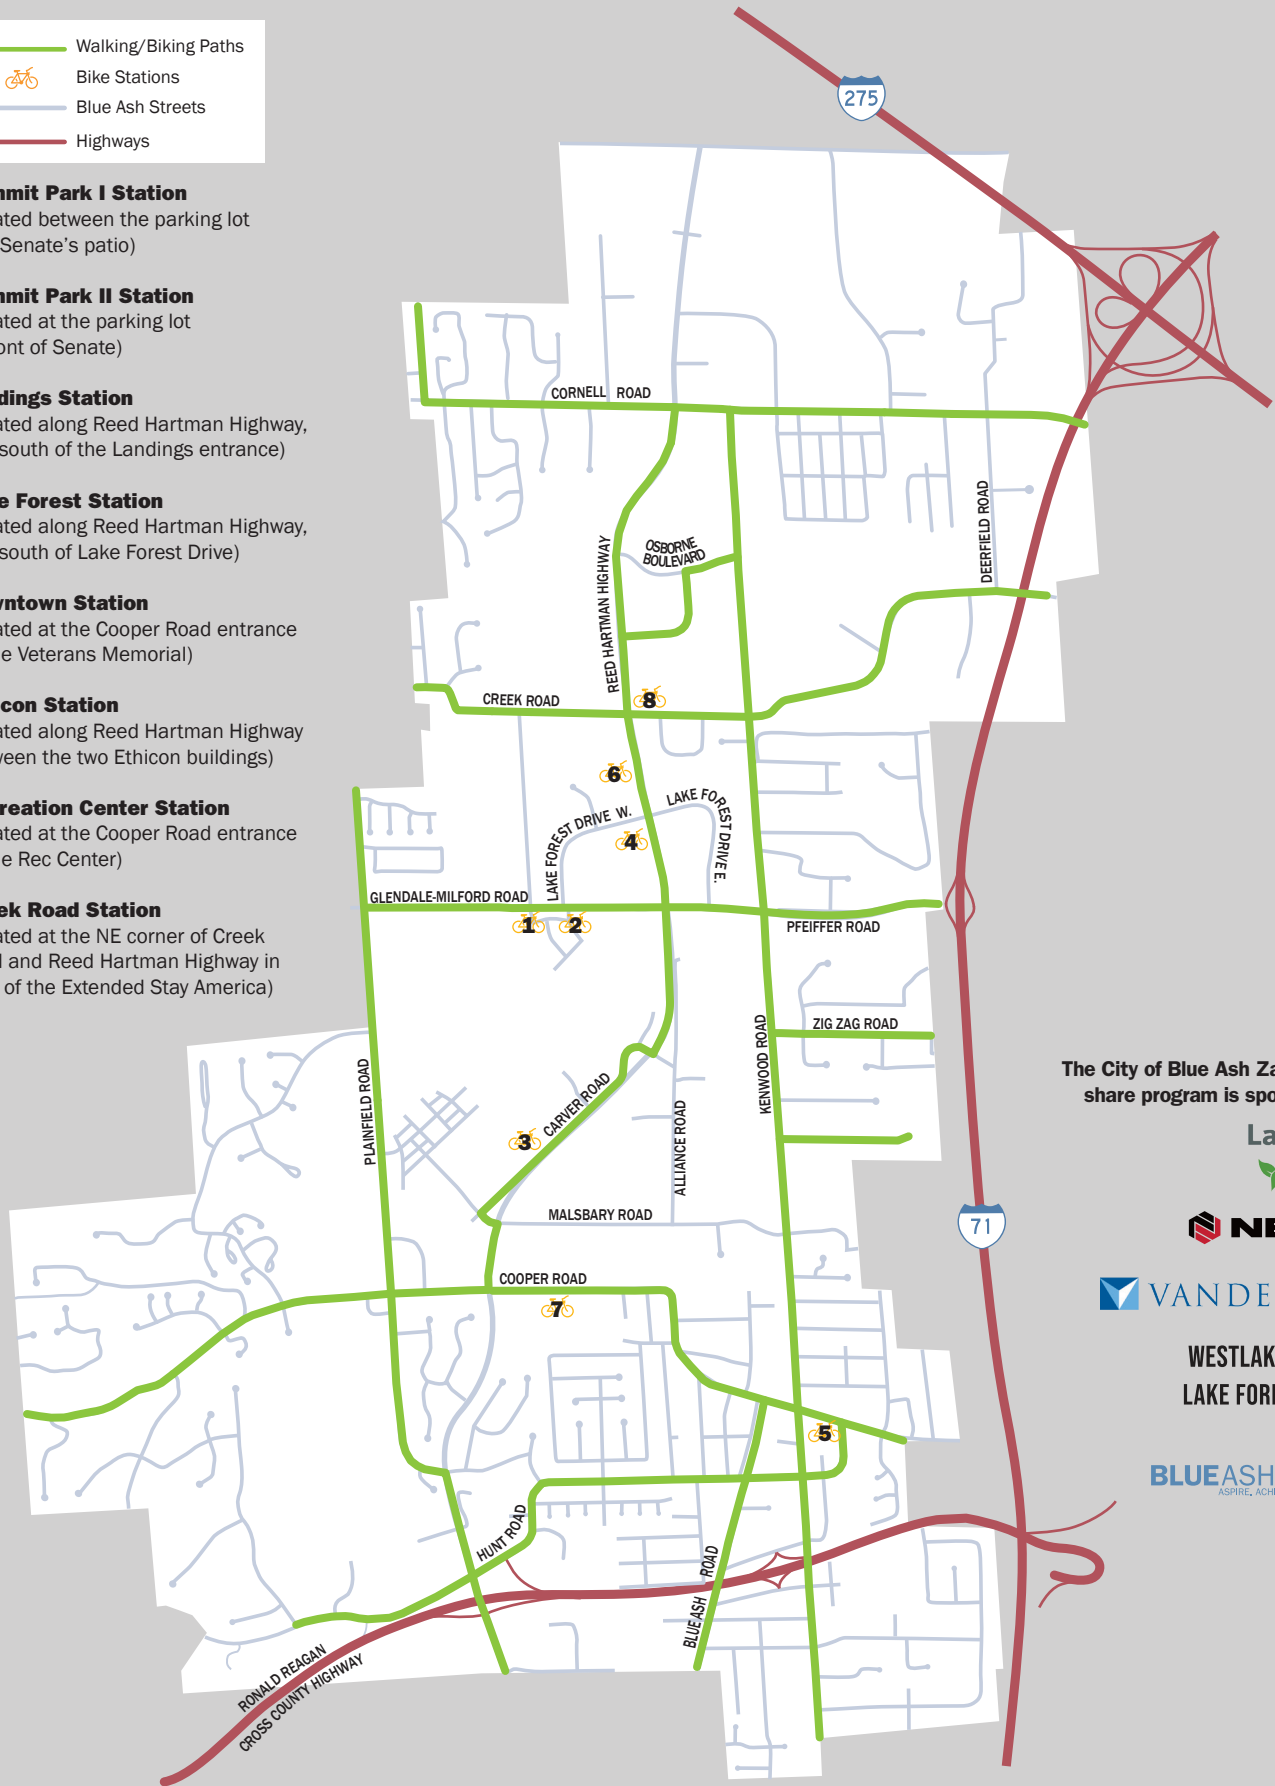 Walking/Biking Paths
Bike Stations
Blue Ash Streets
Highways
mmit Park I Station
ated between the parking lot
Senate's patio)
mmit Park II Station
ated at the parking lot
ont of Senate)
dings Station
ated along Reed Hartman Highway,
south of the Landings entrance)
e Forest Station
ated along Reed Hartman Highway,
south of Lake Forest Drive)
wntown Station
ated at the Cooper Road entrance
e Veterans Memorial)
icon Station
ated along Reed Hartman Highway
ween the two Ethicon buildings)
reation Center Station
ated at the Cooper Road entrance
e Rec Center)
ek Road Station
ated at the NE corner of Creek
d and Reed Hartman Highway in
of the Extended Stay America)
275
CORNELL ROAD
OSBORNE
BOULEVARD
REED HARTMAN HIGHWAY
DEERFIELD ROAD
CREEK ROAD
8
6
LAKE FOREST DRIVE W.
LAKE FOREST DRIVE E.
4
GLENDALE-MILFORD ROAD
1
2
PFEIFFER ROAD
ZIG ZAG ROAD
KENWOOD ROAD
PLAINFIELD ROAD
CARVER ROAD
3
ALLIANCE ROAD
MALSBARY ROAD
COOPER ROAD
7
5
HUNT ROAD
BLUE ASH ROAD
RONALD REAGAN
CROSS COUNTY HIGHWAY
71
The City of Blue Ash Za
share program is spo
La
NE
VANDE
WESTLAK
LAKE FOR
BLUEASH
ASPIRE. ACH